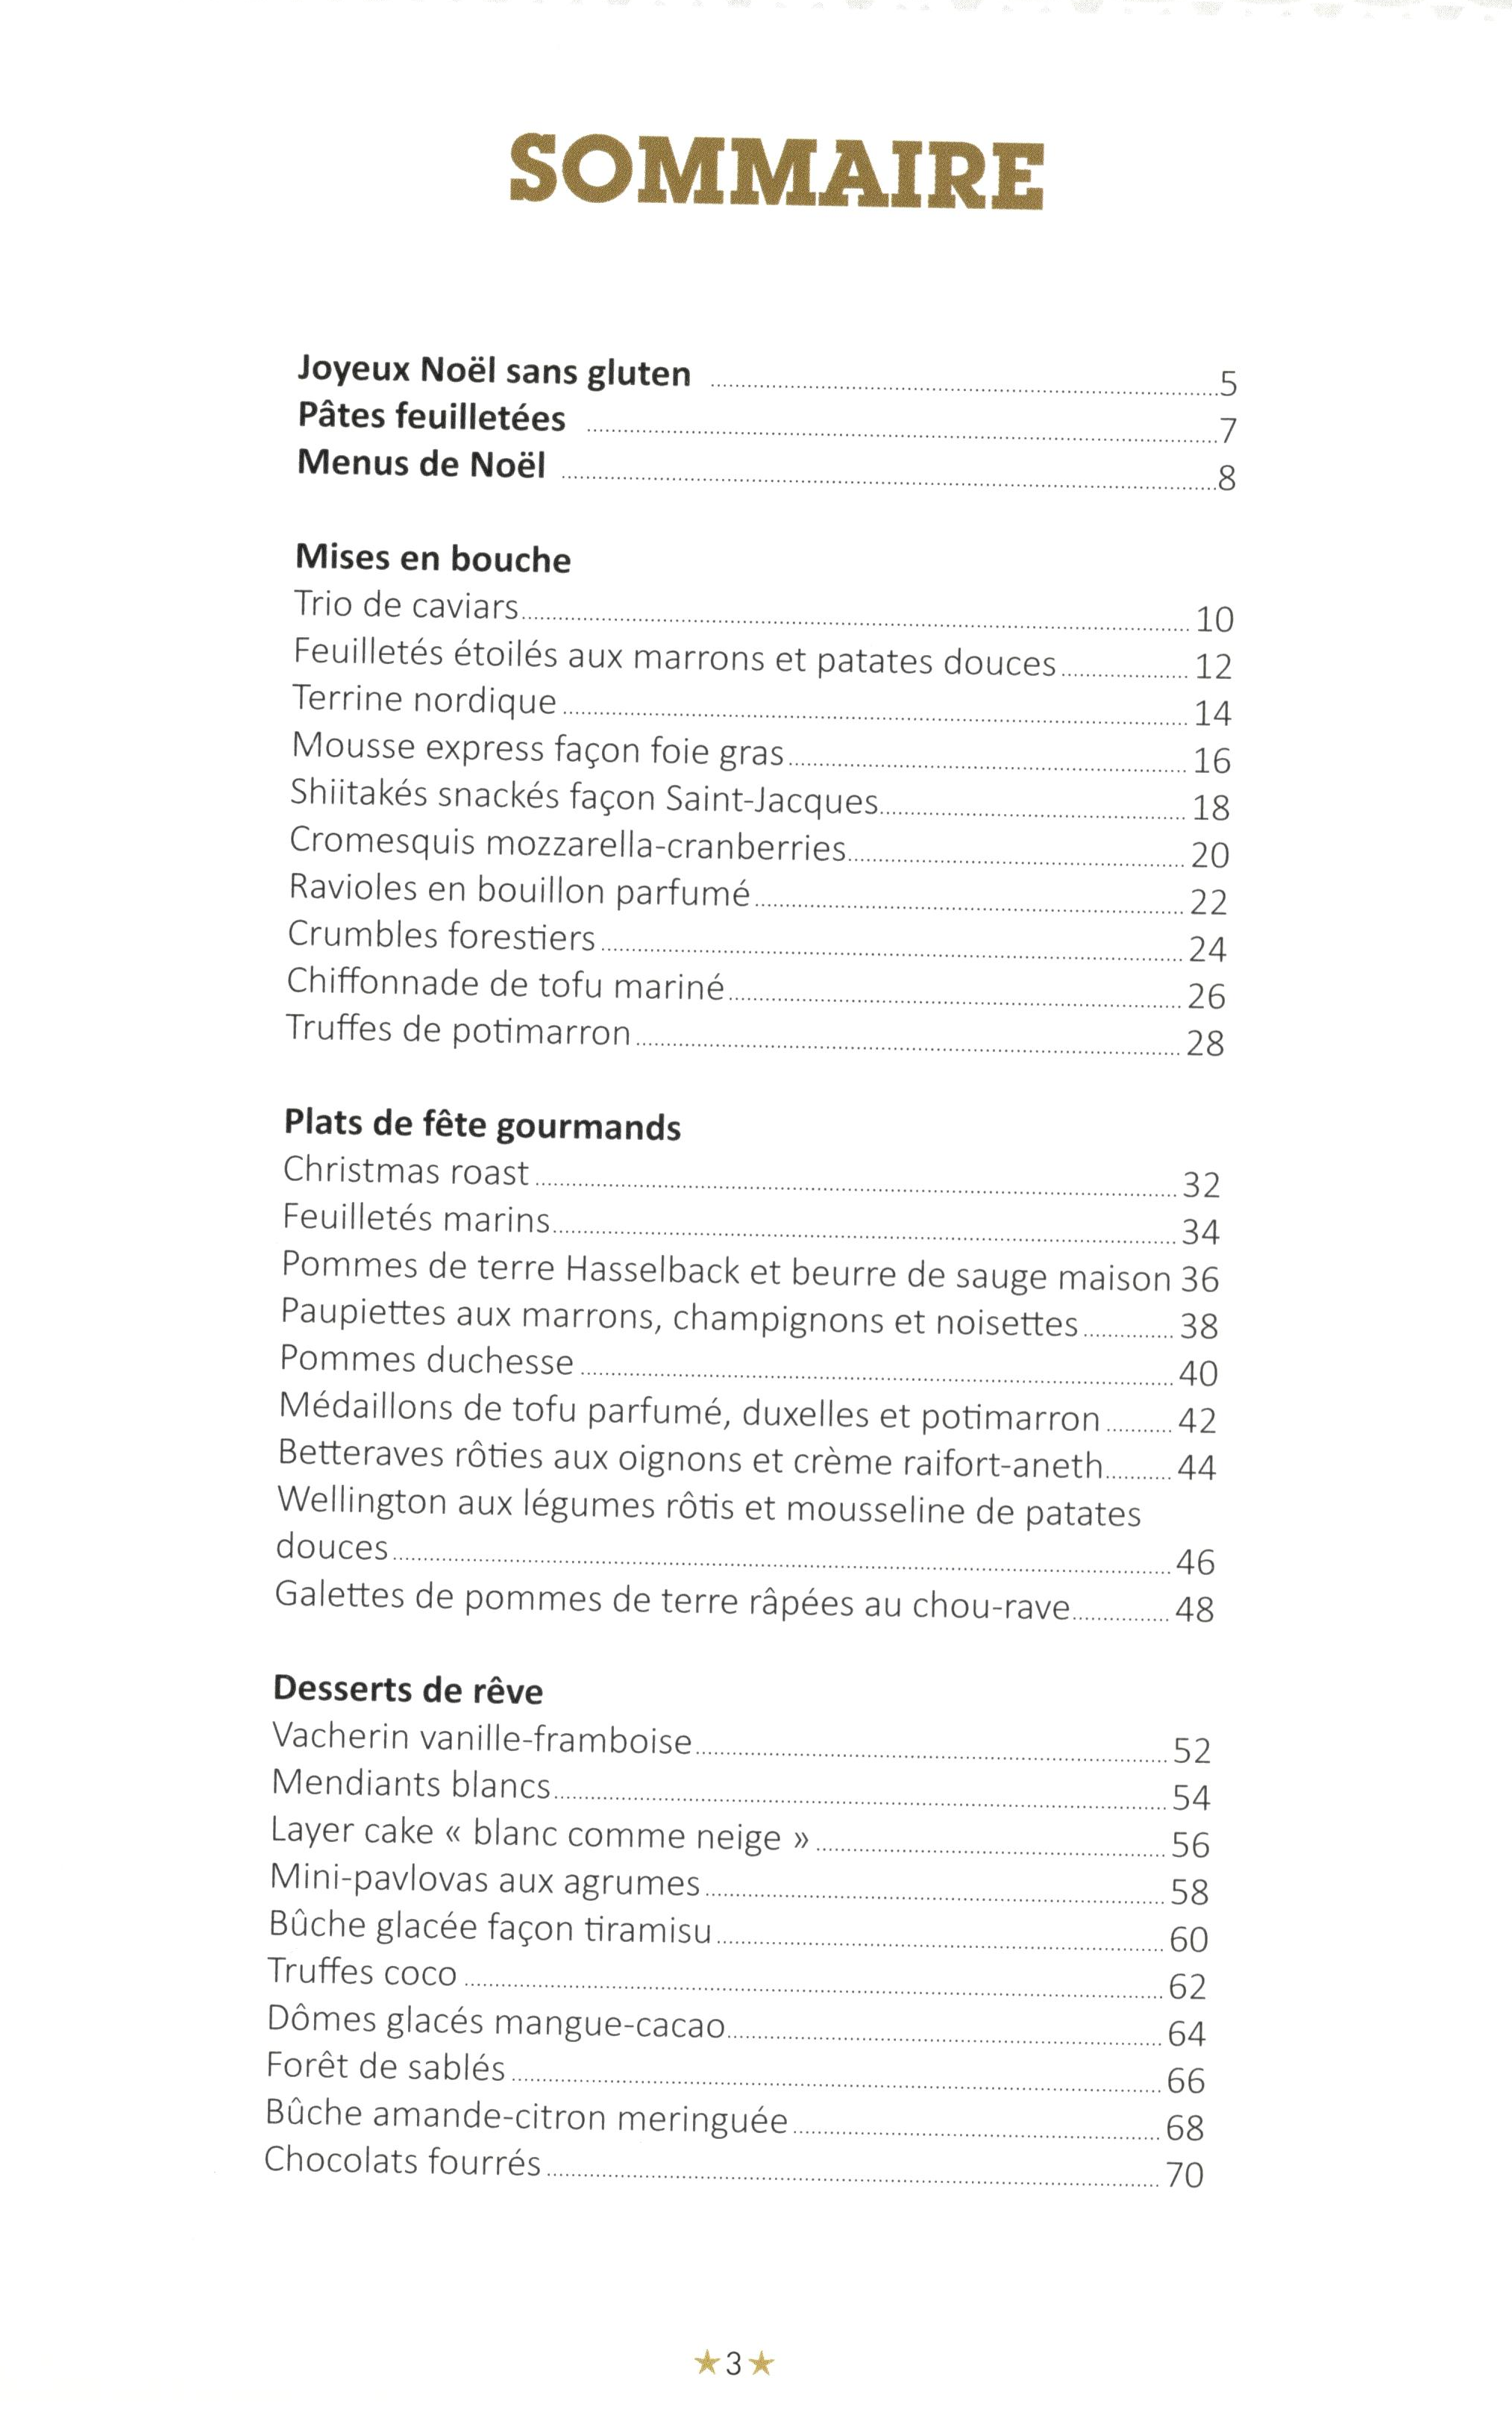 SOMMAIRE
Joyeux Noël sans gluten ........ 5
Pâtes feuilletées ........ 7
Menus de Noël ........ 8
Mises en bouche
Trio de caviars ........ 10
Feuilletés étoilés aux marrons et patates douces ........ 12
Terrine nordique ........ 14
Mousse express façon foie gras ........ 16
Shiitakés snackés façon Saint-Jacques ........ 18
Cromesquis mozzarella-cranberries ........ 20
Ravioles en bouillon parfumé ........ 22
Crumbles forestiers ........ 24
Chiffonnade de tofu mariné ........ 26
Truffes de potimarron ........ 28
Plats de fête gourmands
Christmas roast ........ 32
Feuilletés marins ........ 34
Pommes de terre Hasselback et beurre de sauge maison 36
Paupiettes aux marrons, champignons et noisettes ........ 38
Pommes duchesse ........ 40
Médaillons de tofu parfumé, duxelles et potimarron ........ 42
Betteraves rôties aux oignons et crème raifort-aneth ........ 44
Wellington aux légumes rôtis et mousseline de patates
douces ........ 46
Galettes de pommes de terre râpées au chou-rave ........ 48
Desserts de rêve
Vacherin vanille-framboise ........ 52
Mendiants blancs ........ 54
Layer cake « blanc comme neige » ........ 56
Mini-pavlovas aux agrumes ........ 58
Bûche glacée façon tiramisu ........ 60
Truffes coco ........ 62
Dômes glacés mangue-cacao ........ 64
Forêt de sablés ........ 66
Bûche amande-citron meringuée ........ 68
Chocolats fourrés ........ 70
★ 3 ★